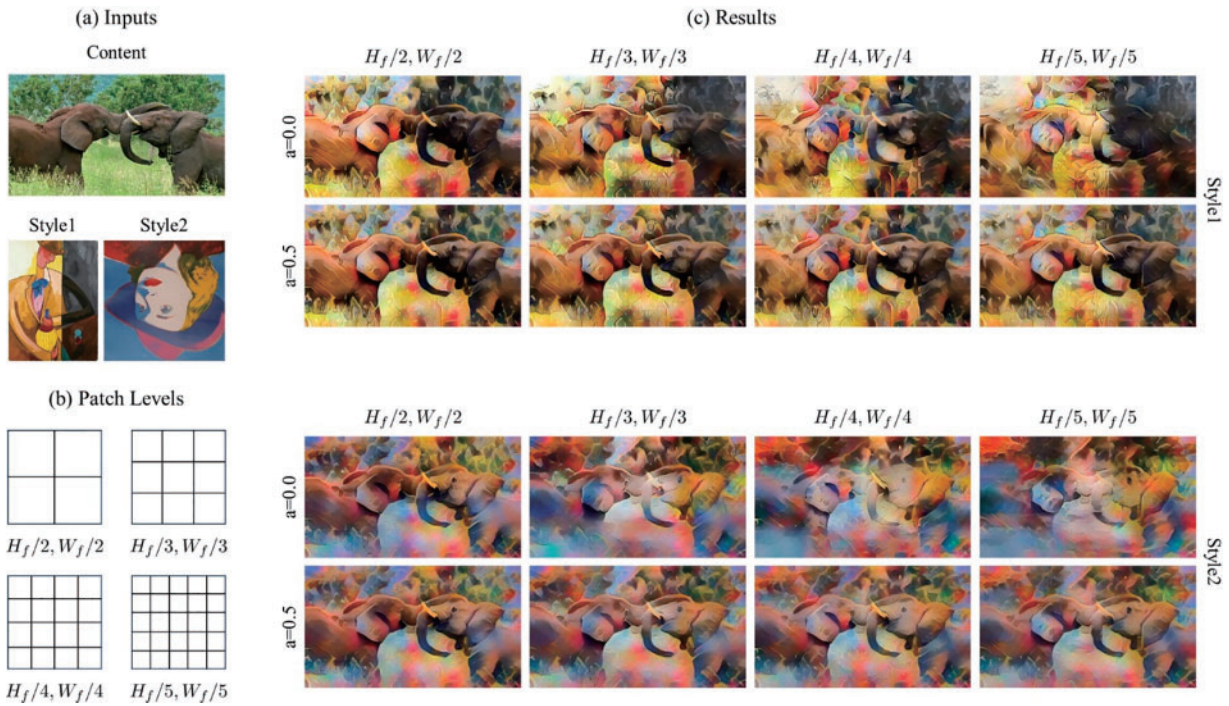 (a) Inputs
Content
Style1 Style2
(b) Patch Levels
H_f/2, W_f/2 H_f/3, W_f/3
H_f/4, W_f/4 H_f/5, W_f/5
(c) Results
H_f/2, W_f/2 H_f/3, W_f/3 H_f/4, W_f/4 H_f/5, W_f/5
a=0.0
a=0.5
Style1
H_f/2, W_f/2 H_f/3, W_f/3 H_f/4, W_f/4 H_f/5, W_f/5
a=0.0
a=0.5
Style2